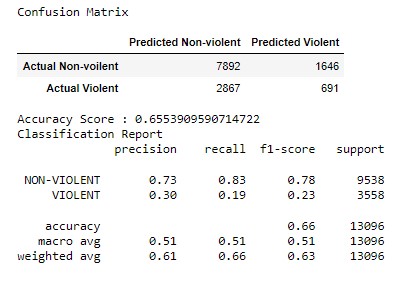 Confusion Matrix
Predicted Non-violent Predicted Violent
Actual Non-voilent 7892 1646
Actual Violent 2867 691
Accuracy Score : 0.6553909590714722
Classification Report
precision recall f1-score support
NON-VIOLENT 0.73 0.83 0.78 9538
VIOLENT 0.30 0.19 0.23 3558
accuracy 0.66 13096
macro avg 0.51 0.51 0.51 13096
weighted avg 0.61 0.66 0.63 13096